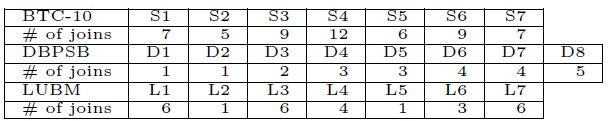 BTC-10 S1 S2 S3 S4 S5 S6 S7
# of joins 7 5 9 12 6 9 7
DBPSB D1 D2 D3 D4 D5 D6 D7 D8
# of joins 1 1 2 3 3 4 4 5
LUBM L1 L2 L3 L4 L5 L6 L7
# of joins 6 1 6 4 1 3 6